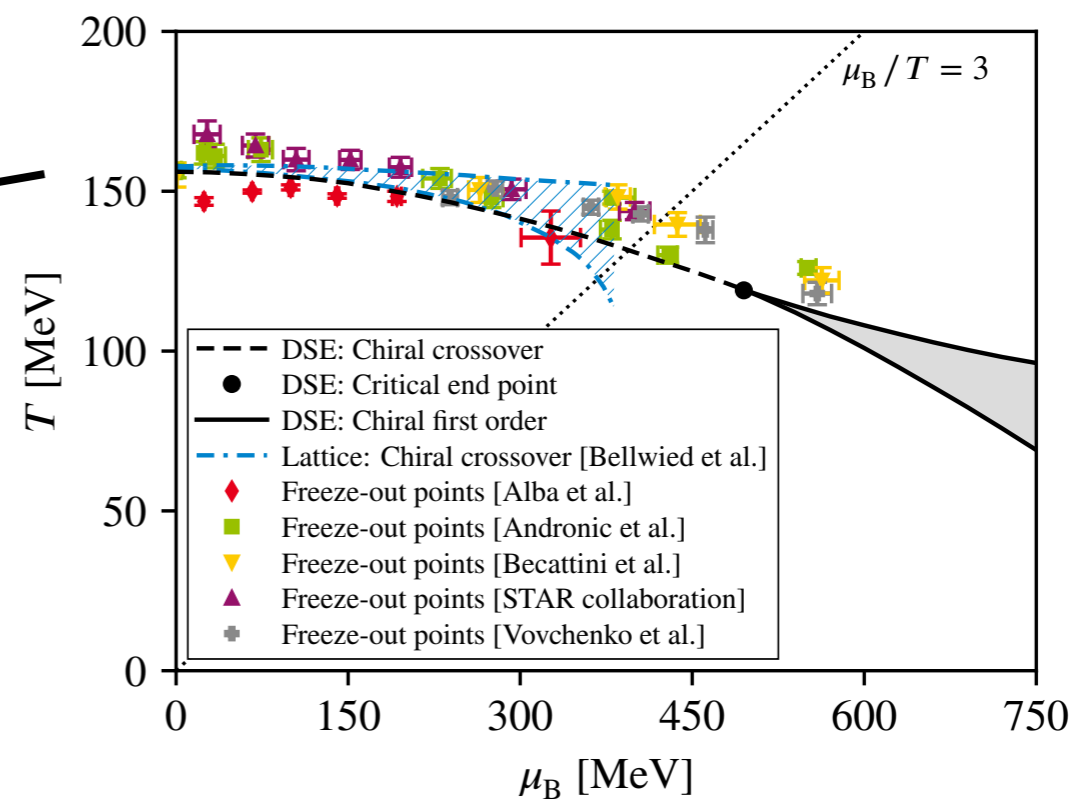 200
150
100
50
0
T [MeV]
μB / T = 3
DSE: Chiral crossover
DSE: Critical end point
DSE: Chiral first order
Lattice: Chiral crossover [Bellwied et al.]
Freeze-out points [Alba et al.]
Freeze-out points [Andronic et al.]
Freeze-out points [Becattini et al.]
Freeze-out points [STAR collaboration]
Freeze-out points [Vovchenko et al.]
0 150 300 450 600 750
μB [MeV]